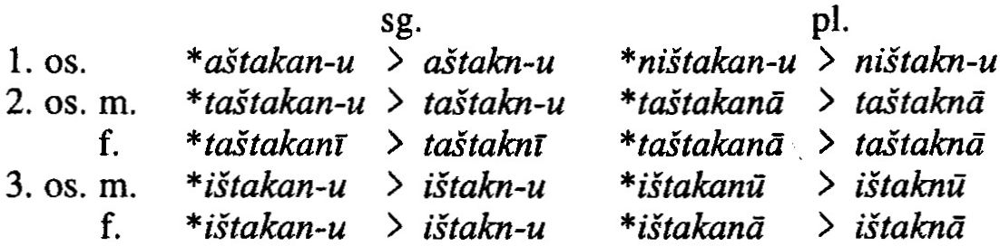 sg. pl.
1. os. *aštakan-u > aštakn-u *ništakan-u > ništakn-u
2. os. m. *taštakan-u > taštakn-u *taštakanā > taštaknā
f. *taštakanī > taštaknī *taštakanā > taštaknā
3. os. m. *ištakan-u > ištakn-u *ištakanū > ištaknū
f. *ištakan-u > ištakn-u *ištakanā > ištaknā